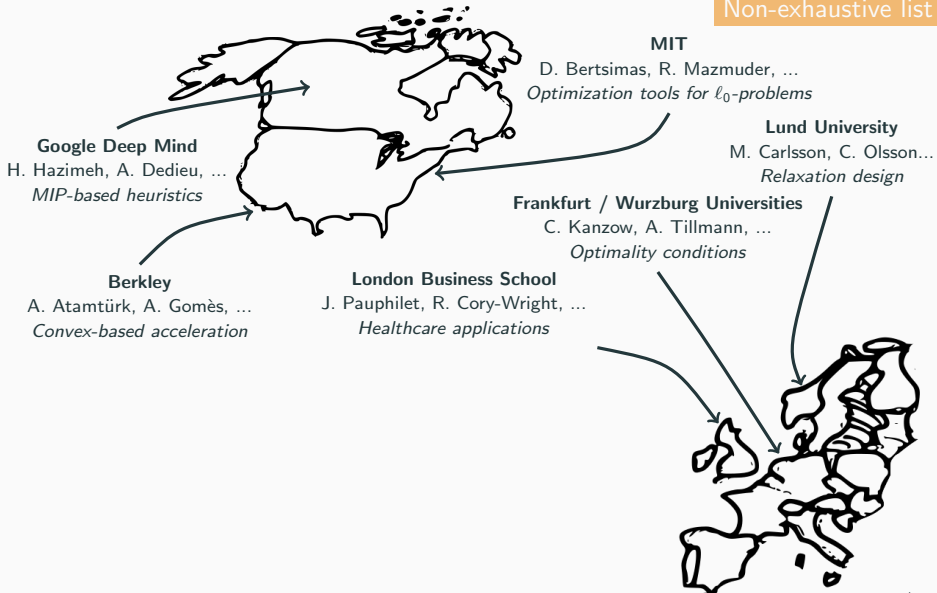 Non-exhaustive list
MIT
D. Bertsimas, R. Mazmuder, ...
Optimization tools for ℓ₀-problems
Lund University
M. Carlsson, C. Olsson...
Relaxation design
Google Deep Mind
H. Hazimeh, A. Dedieu, ...
MIP-based heuristics
Frankfurt / Wurzburg Universities
C. Kanzow, A. Tillmann, ...
Optimality conditions
Berkley
A. Atamtürk, A. Gomès, ...
Convex-based acceleration
London Business School
J. Pauphilet, R. Cory-Wright, ...
Healthcare applications